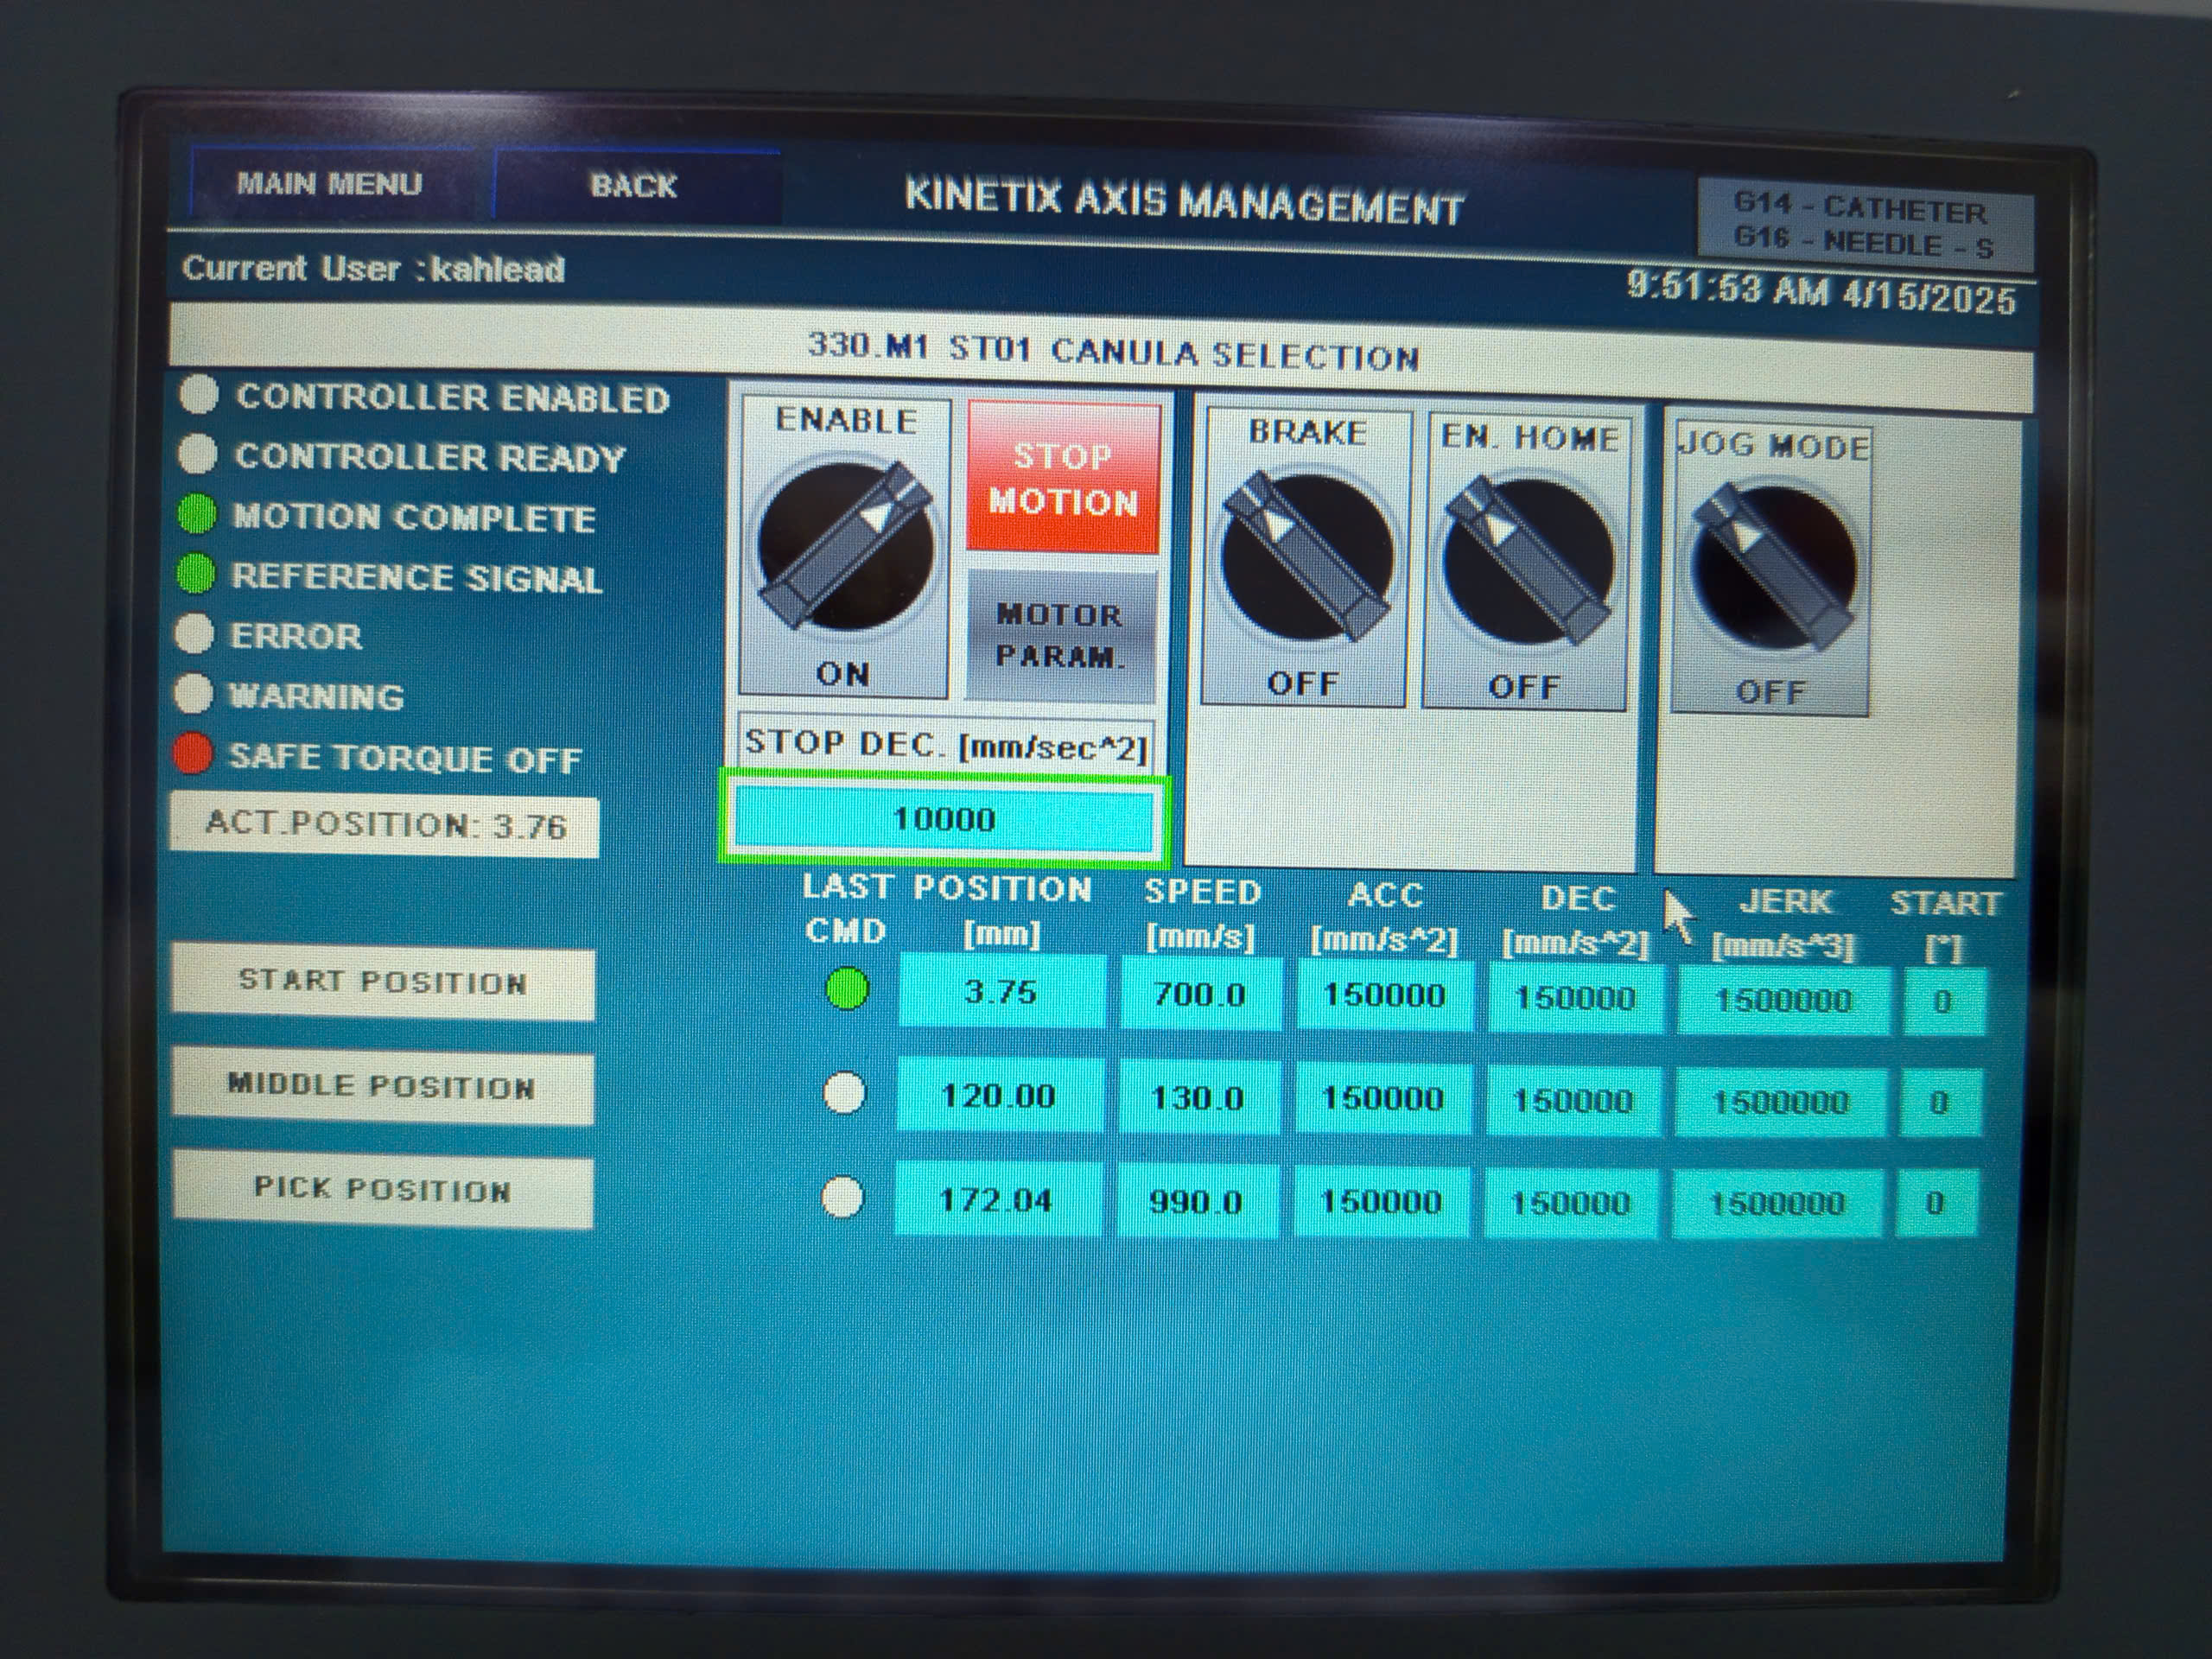 MAIN MENU
BACK
KINETIX AXIS MANAGEMENT
G14 - CATHETER
G16 - NEEDLE - S
Current User :kahlead
9:51:53 AM 4/15/2025
330.M1 ST01 CANULA SELECTION
CONTROLLER ENABLED
CONTROLLER READY
MOTION COMPLETE
REFERENCE SIGNAL
ERROR
WARNING
SAFE TORQUE OFF
ACT.POSITION: 3.76
ENABLE
ON
STOP
MOTION
MOTOR
PARAM.
STOP DEC. [mm/sec^2]
10000
BRAKE
OFF
EN. HOME
OFF
JOG MODE
OFF
LAST POSITION SPEED ACC DEC JERK START
CMD [mm] [mm/s] [mm/s^2] [mm/s^2] [mm/s^3] [°]
START POSITION 3.75 700.0 150000 150000 1500000 0
MIDDLE POSITION 120.00 130.0 150000 150000 1500000 0
PICK POSITION 172.04 990.0 150000 150000 1500000 0